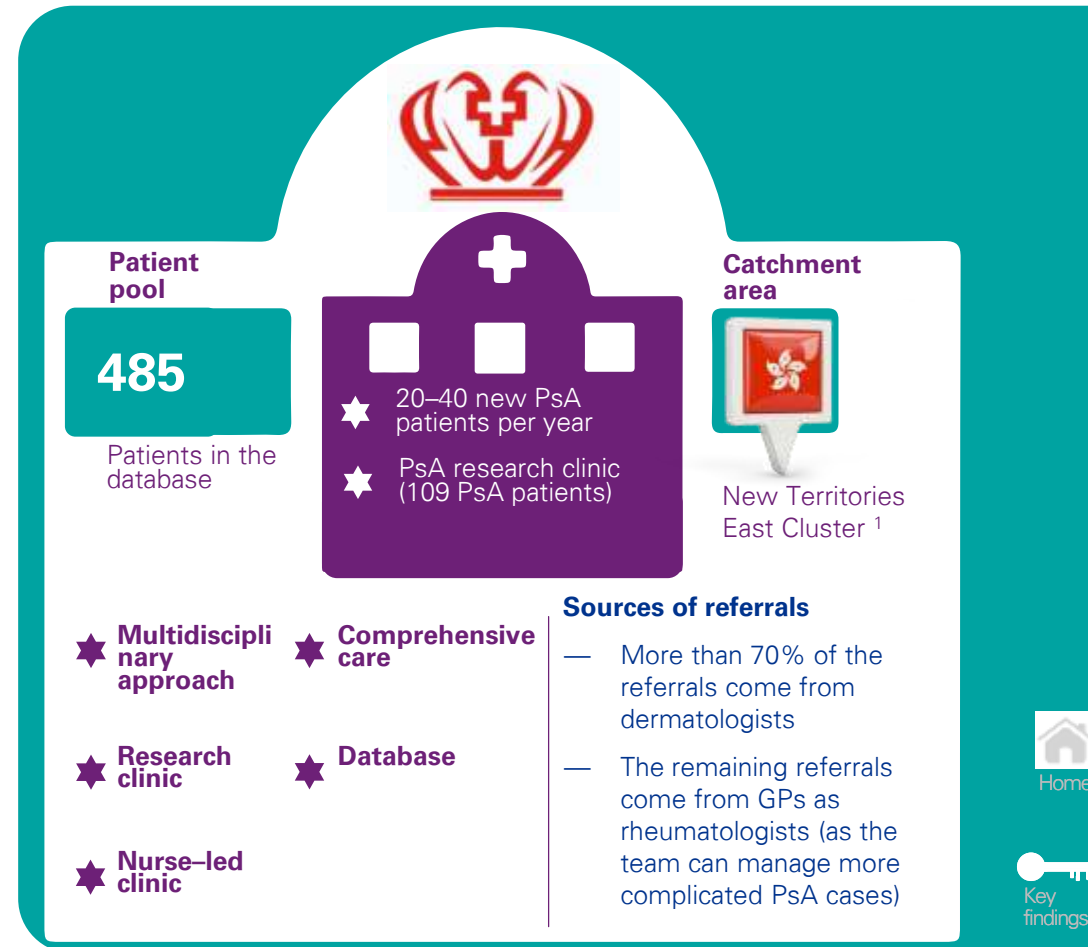 Patient
pool
485
Patients in the
database
20–40 new PsA
patients per year
PsA research clinic
(109 PsA patients)
Catchment
area
New Territories
East Cluster 1
Multidiscipli
nary
approach
Comprehensive
care
Research
clinic
Database
Nurse–led
clinic
Sources of referrals
— More than 70% of the
referrals come from
dermatologists
— The remaining referrals
come from GPs as
rheumatologists (as the
team can manage more
complicated PsA cases)
Home
Key
findings